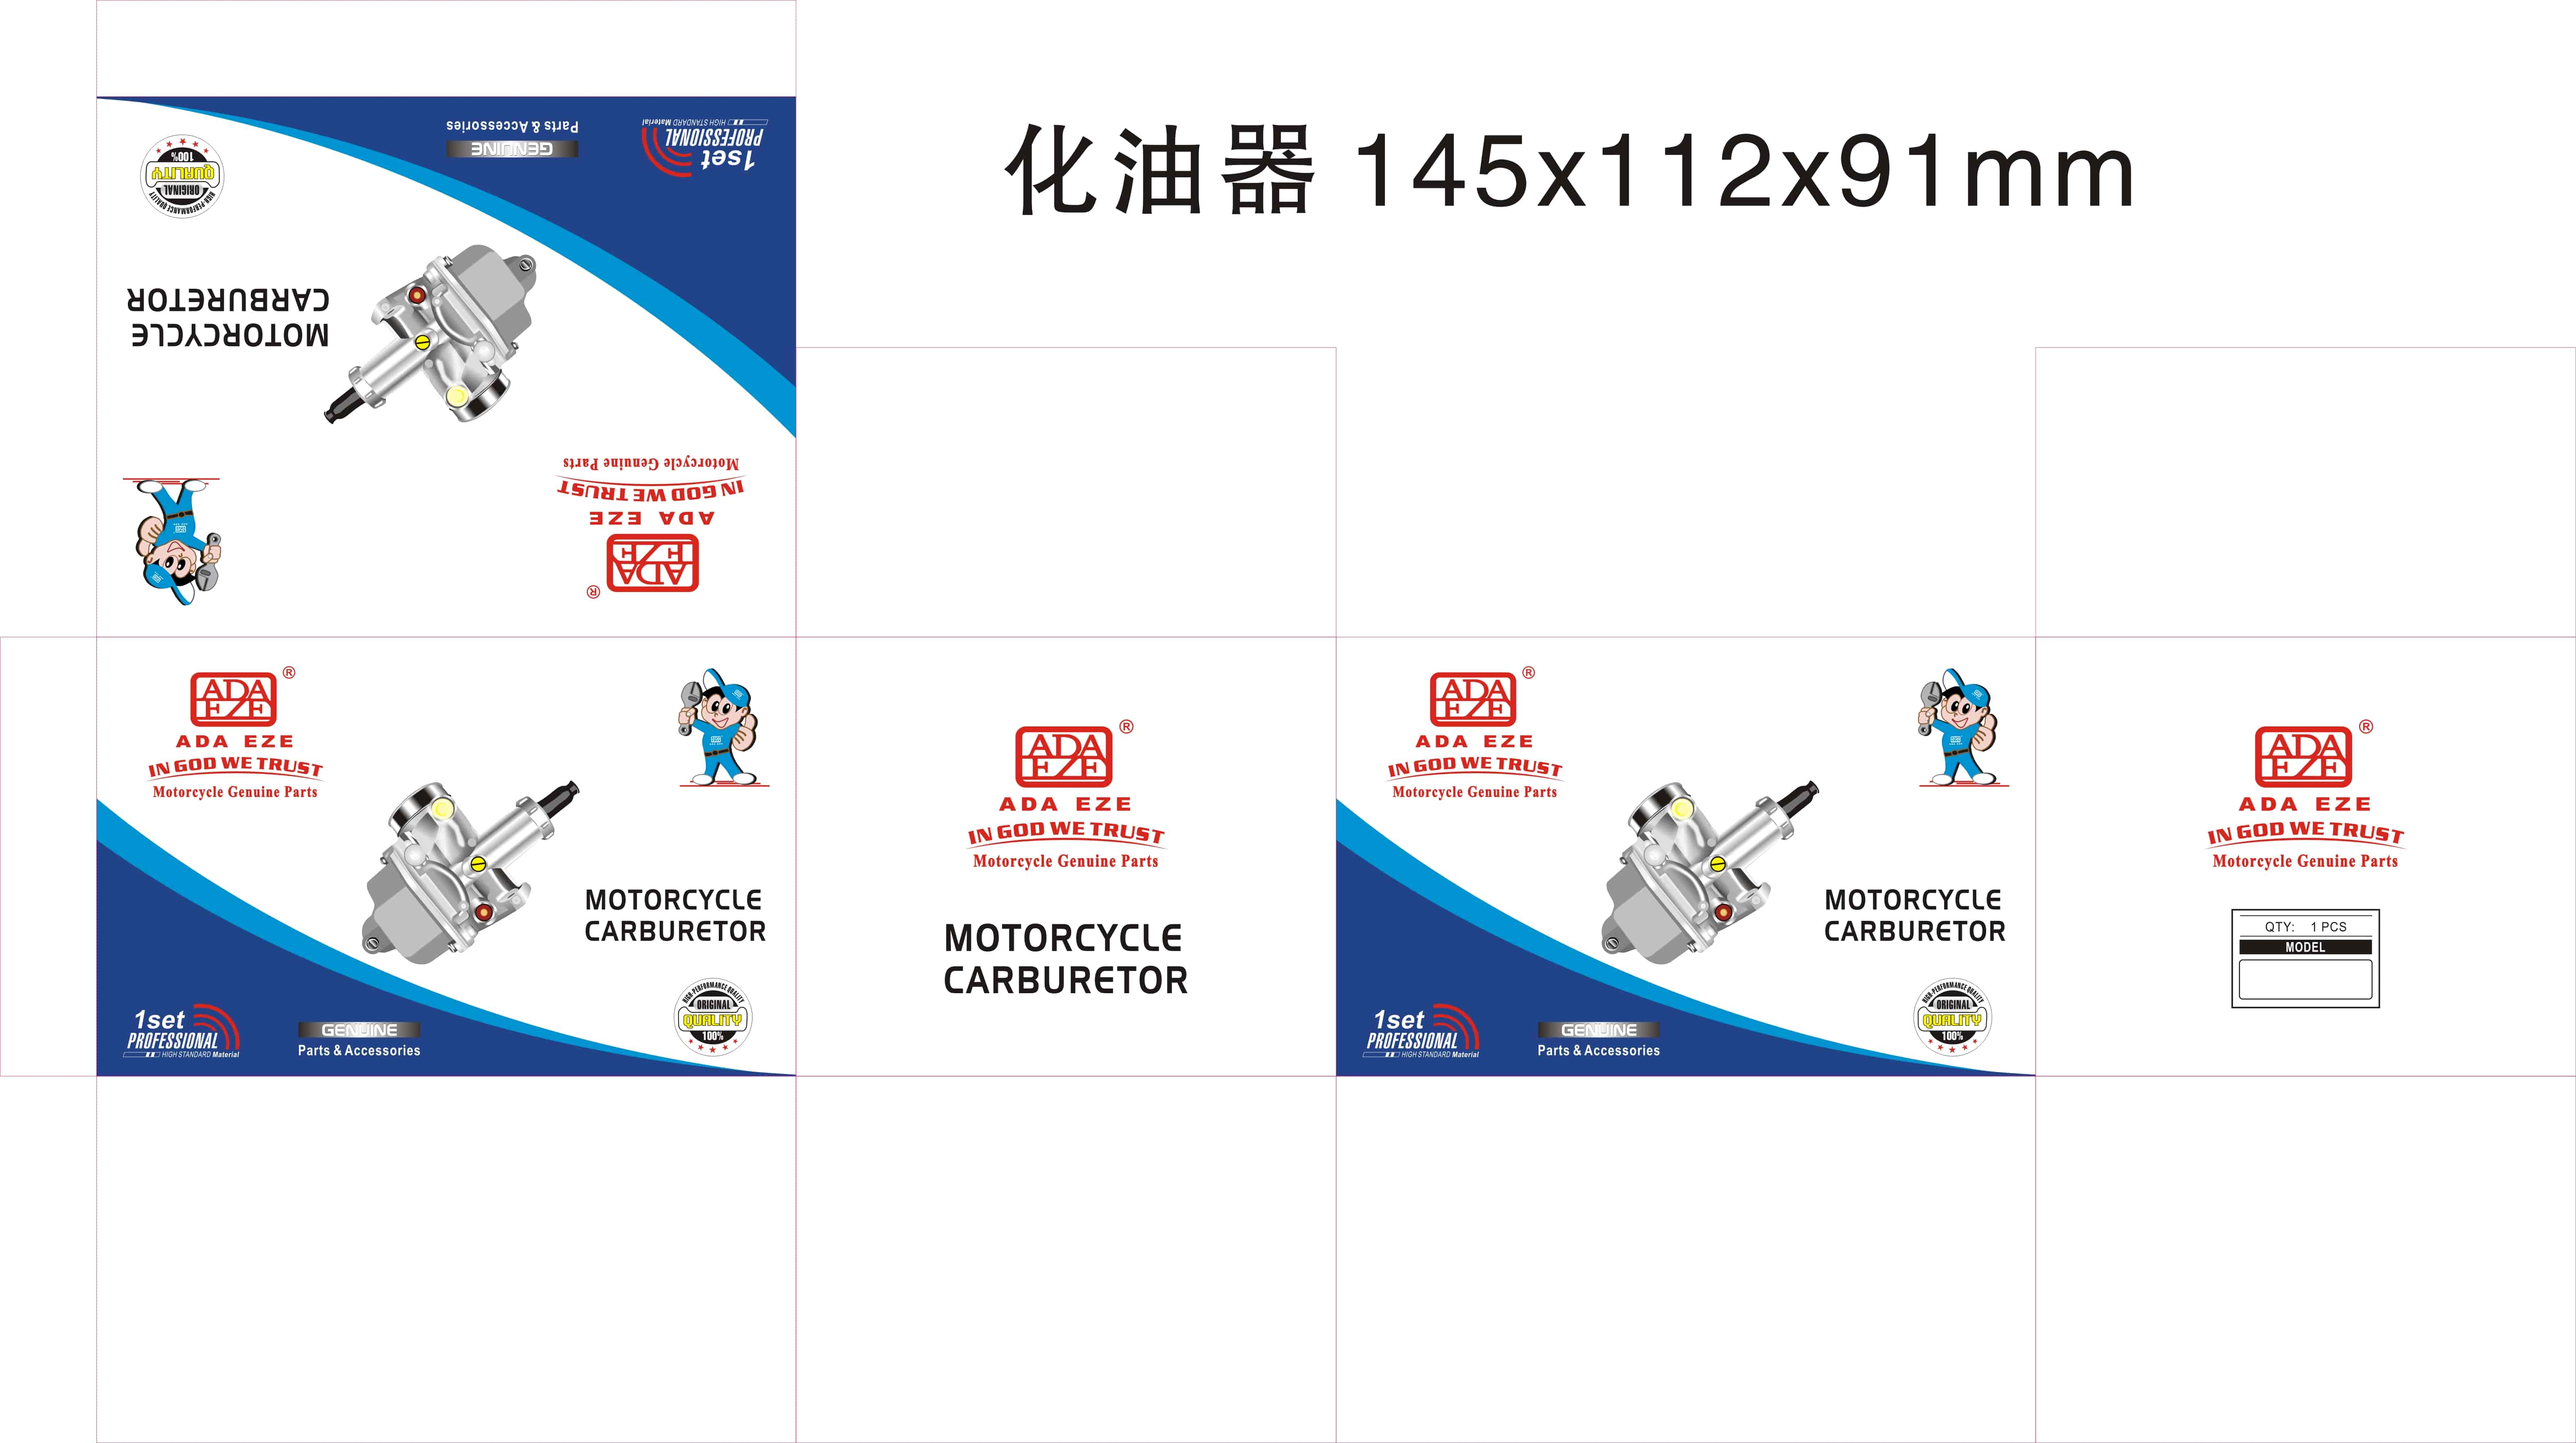 化油器 145x112x91mm
1set
PROFESSIONAL
HIGH STANDARD Material
GENUINE
Parts & Accessories
HIGH-PERFORMANCE QUALITY
ORIGINAL
QUALITY
100%
MOTORCYCLE
CARBURETOR
®
ADA
EZE
ADA EZE
IN GOD WE TRUST
Motorcycle Genuine Parts
ADA
EZE
®
ADA EZE
IN GOD WE TRUST
Motorcycle Genuine Parts
MOTORCYCLE
CARBURETOR
1set
PROFESSIONAL
HIGH STANDARD Material
GENUINE
Parts & Accessories
HIGH-PERFORMANCE QUALITY
ORIGINAL
QUALITY
100%
ADA
EZE
®
ADA EZE
IN GOD WE TRUST
Motorcycle Genuine Parts
MOTORCYCLE
CARBURETOR
ADA
EZE
®
ADA EZE
IN GOD WE TRUST
Motorcycle Genuine Parts
MOTORCYCLE
CARBURETOR
1set
PROFESSIONAL
HIGH STANDARD Material
GENUINE
Parts & Accessories
HIGH-PERFORMANCE QUALITY
ORIGINAL
QUALITY
100%
ADA
EZE
®
ADA EZE
IN GOD WE TRUST
Motorcycle Genuine Parts
QTY: 1 PCS
MODEL